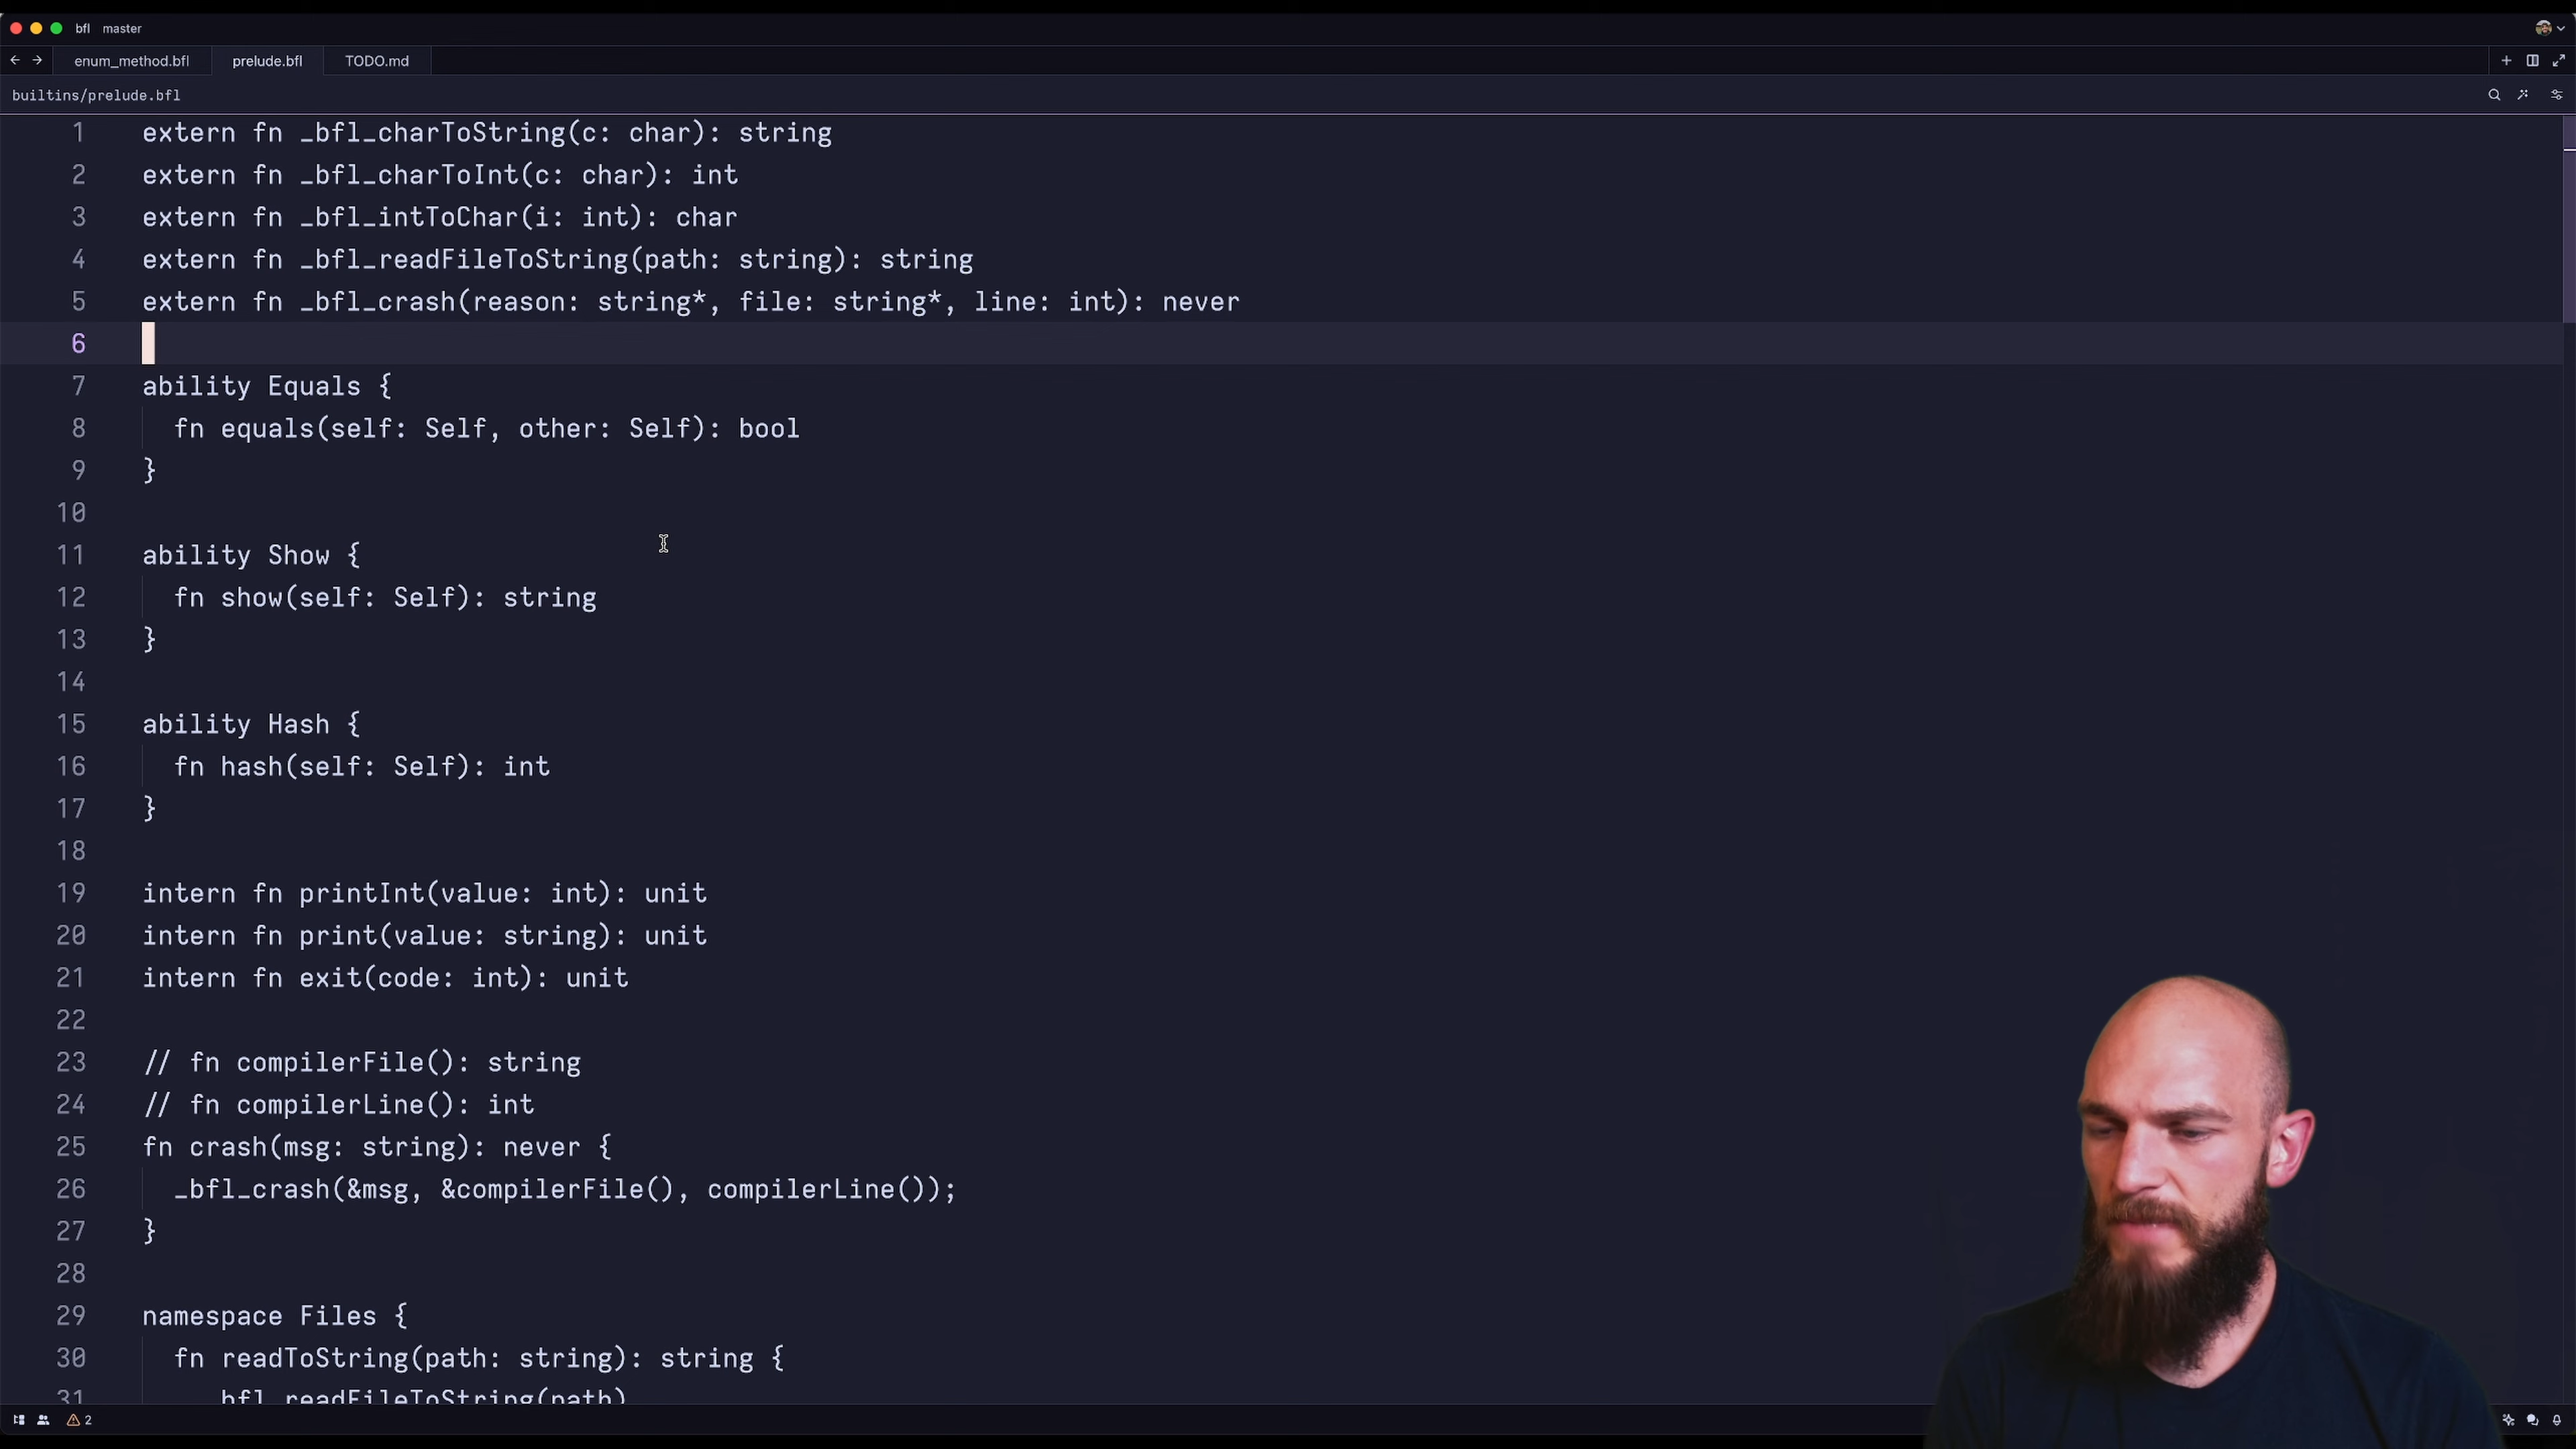 bfl master
enum_method.bfl prelude.bfl TODO.md
builtins/prelude.bfl
1 extern fn _bfl_charToString(c: char): string
2 extern fn _bfl_charToInt(c: char): int
3 extern fn _bfl_intToChar(i: int): char
4 extern fn _bfl_readFileToString(path: string): string
5 extern fn _bfl_crash(reason: string*, file: string*, line: int): never
6
7 ability Equals {
8 fn equals(self: Self, other: Self): bool
9 }
10
11 ability Show {
12 fn show(self: Self): string
13 }
14
15 ability Hash {
16 fn hash(self: Self): int
17 }
18
19 intern fn printInt(value: int): unit
20 intern fn print(value: string): unit
21 intern fn exit(code: int): unit
22
23 // fn compilerFile(): string
24 // fn compilerLine(): int
25 fn crash(msg: string): never {
26 _bfl_crash(&msg, &compilerFile(), compilerLine());
27 }
28
29 namespace Files {
30 fn readToString(path: string): string {
31 _bfl_readFileToString(path)
2